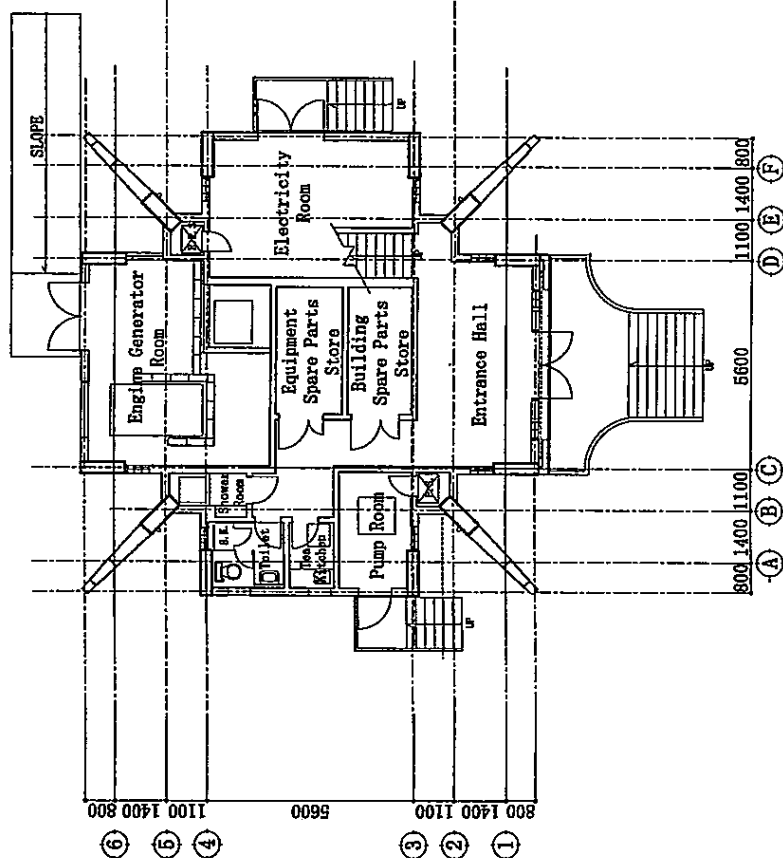 SLOPE
Engine Generator
Room
Electricity
Room
Equipment
Spare Parts
Store
Building
Spare Parts
Store
Entrance Hall
Shower
Room
S.K.
Toilet
Tea
Kitchen
Pump Room
UP
UP
UP
800
1400
1100
5600
1100
1400
800
F
E
D
C
B
A
800
1400
1100
5600
1100
1400
800
6
5
4
3
2
1